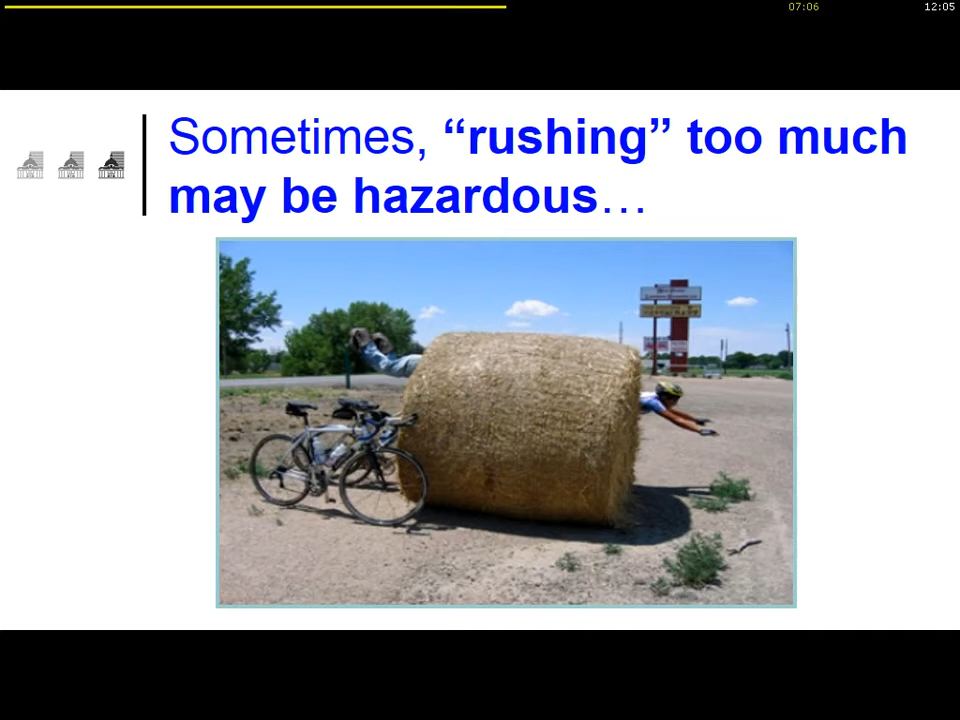 07:06
12:05
Sometimes, “rushing” too much
may be hazardous…